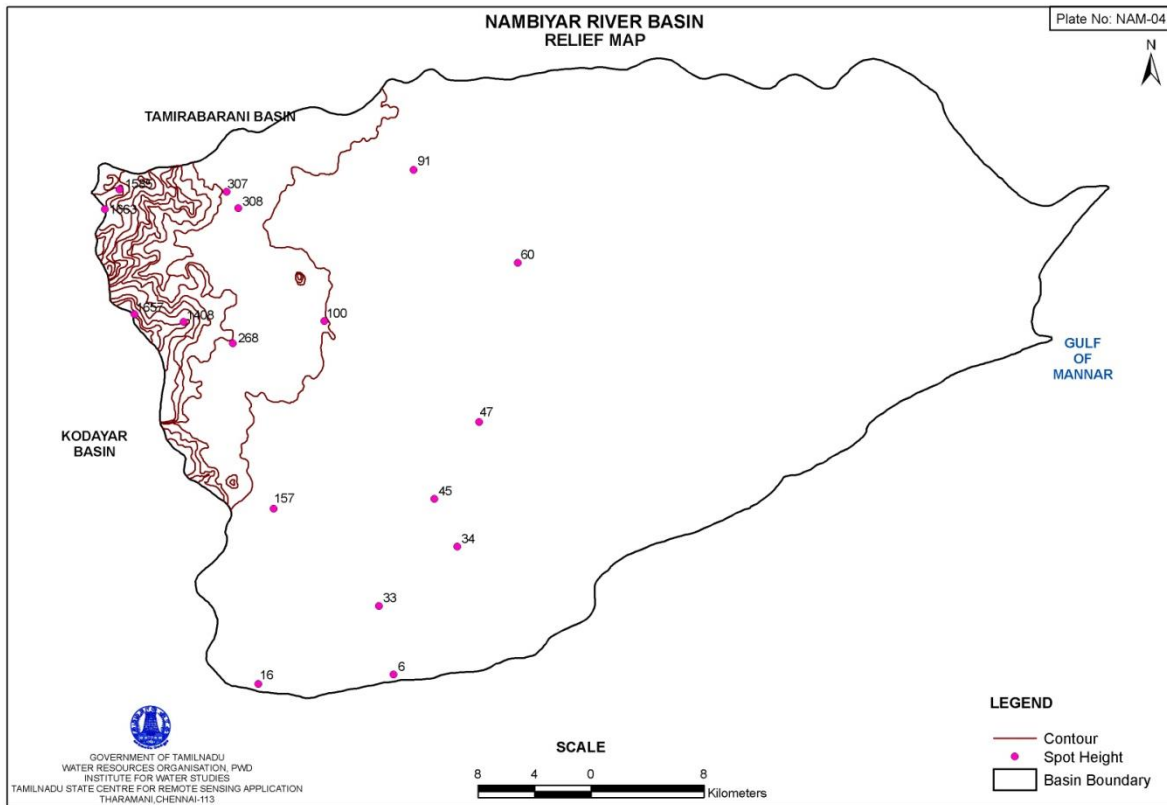 NAMBIYAR RIVER BASIN
RELIEF MAP
Plate No: NAM-04
N
TAMIRABARANI BASIN
91
307
308
1663
60
1657
1408
100
268
GULF
OF
MANNAR
47
KODAYAR
BASIN
45
157
34
33
6
16
LEGEND
Contour
Spot Height
Basin Boundary
SCALE
8 4 0 8
Kilometers
GOVERNMENT OF TAMILNADU
WATER RESOURCES ORGANISATION, PWD
INSTITUTE FOR WATER STUDIES
TAMILNADU STATE CENTRE FOR REMOTE SENSING APPLICATION
THARAMANI,CHENNAI-113